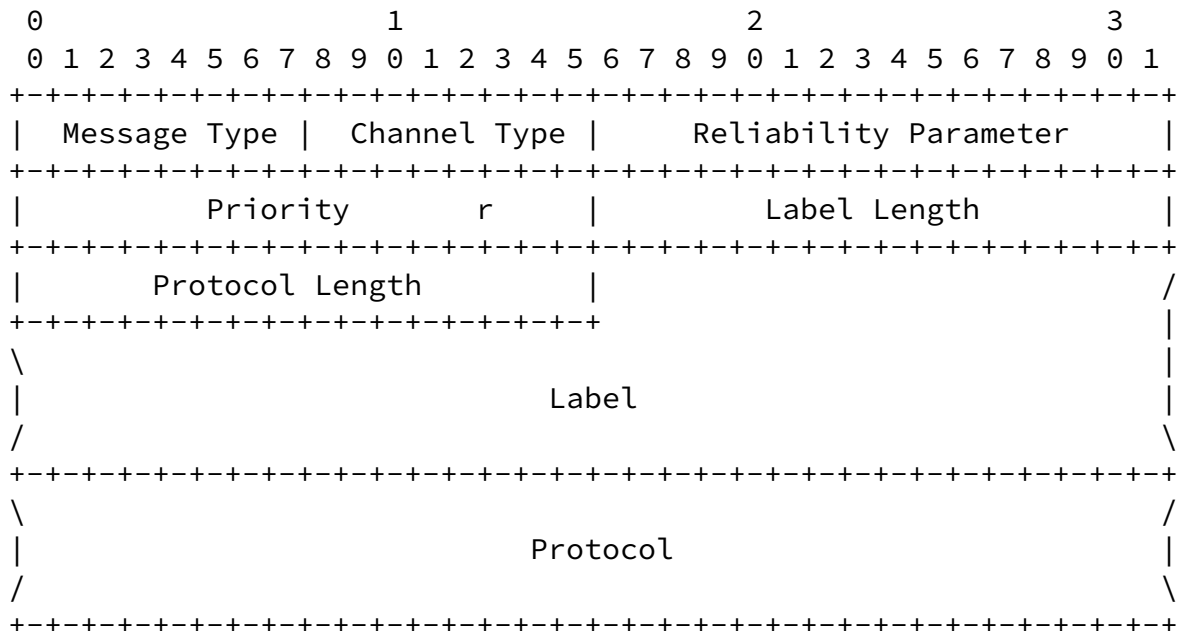 0                   1                   2                   3
 0 1 2 3 4 5 6 7 8 9 0 1 2 3 4 5 6 7 8 9 0 1 2 3 4 5 6 7 8 9 0 1
+-+-+-+-+-+-+-+-+-+-+-+-+-+-+-+-+-+-+-+-+-+-+-+-+-+-+-+-+-+-+-+-+
|  Message Type |  Channel Type |     Reliability Parameter     |
+-+-+-+-+-+-+-+-+-+-+-+-+-+-+-+-+-+-+-+-+-+-+-+-+-+-+-+-+-+-+-+-+
|          Priority       r     |         Label Length          |
+-+-+-+-+-+-+-+-+-+-+-+-+-+-+-+-+-+-+-+-+-+-+-+-+-+-+-+-+-+-+-+-+
|       Protocol Length         |                               /
+-+-+-+-+-+-+-+-+-+-+-+-+-+-+-+-+                               |
\                                                               |
|                             Label                             |
/                                                               \
+-+-+-+-+-+-+-+-+-+-+-+-+-+-+-+-+-+-+-+-+-+-+-+-+-+-+-+-+-+-+-+-+
\                                                               /
|                            Protocol                           |
/                                                               \
+-+-+-+-+-+-+-+-+-+-+-+-+-+-+-+-+-+-+-+-+-+-+-+-+-+-+-+-+-+-+-+-+